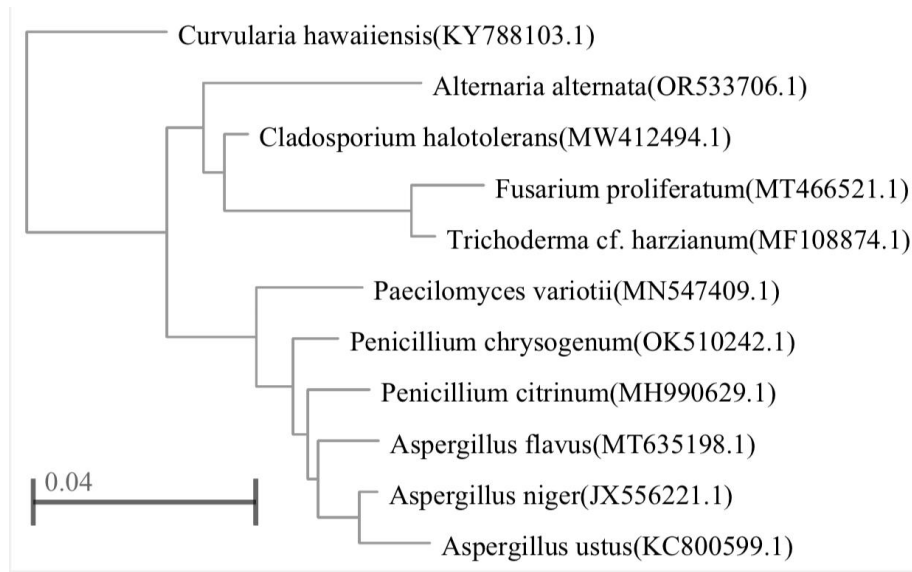 Curvularia hawaiiensis(KY788103.1)
Alternaria alternata(OR533706.1)
Cladosporium halotolerans(MW412494.1)
Fusarium proliferatum(MT466521.1)
Trichoderma cf. harzianum(MF108874.1)
Paecilomyces variotii(MN547409.1)
Penicillium chrysogenum(OK510242.1)
Penicillium citrinum(MH990629.1)
Aspergillus flavus(MT635198.1)
0.04
Aspergillus niger(JX556221.1)
Aspergillus ustus(KC800599.1)